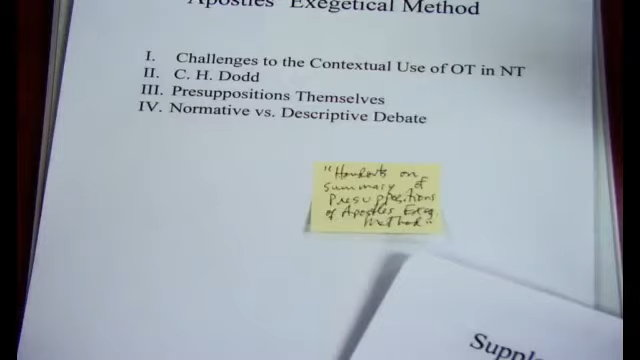 Apostles' Exegetical Method
I. Challenges to the Contextual Use of OT in NT
II. C. H. Dodd
III. Presuppositions Themselves
IV. Normative vs. Descriptive Debate
"Handouts on
summary of
Presuppositions
of Apostles Exeg.
Method"
Supple